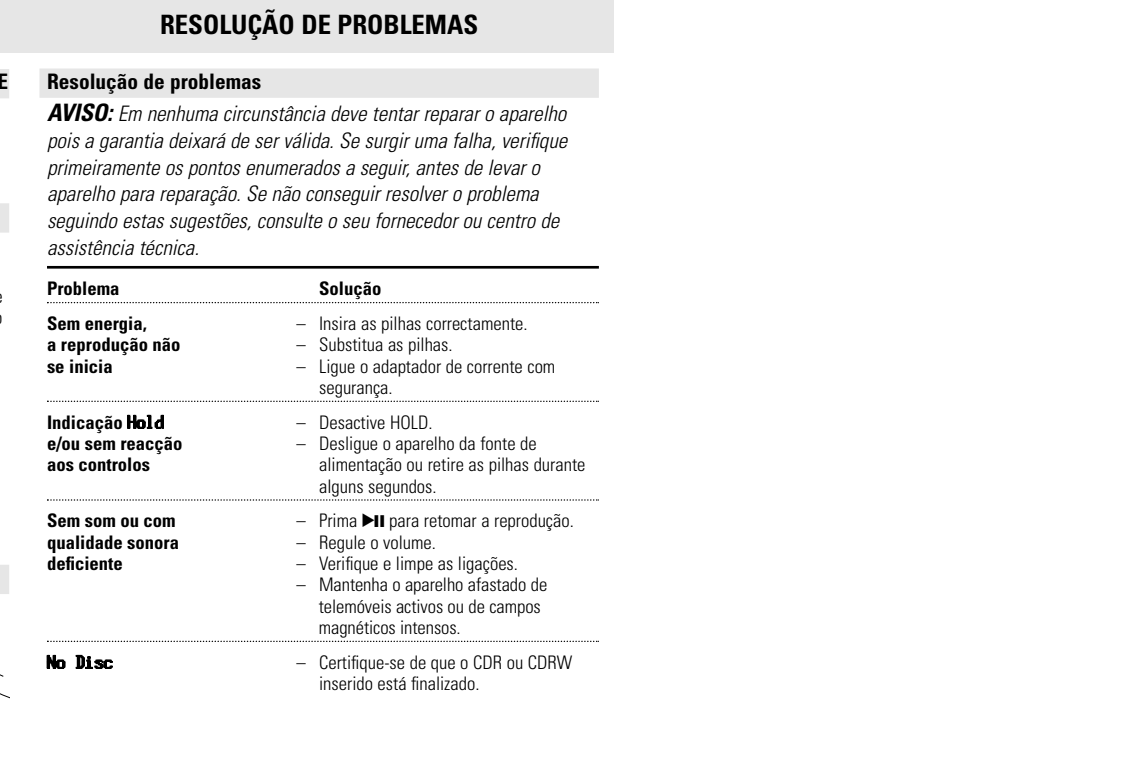 RESOLUÇÃO DE PROBLEMAS
E
Resolução de problemas
AVISO: Em nenhuma circunstância deve tentar reparar o aparelho
pois a garantia deixará de ser válida. Se surgir uma falha, verifique
primeiramente os pontos enumerados a seguir, antes de levar o
aparelho para reparação. Se não conseguir resolver o problema
seguindo estas sugestões, consulte o seu fornecedor ou centro de
assistência técnica.
Problema Solução
Sem energia, – Insira as pilhas correctamente.
a reprodução não – Substitua as pilhas.
se inicia – Ligue o adaptador de corrente com
segurança.
Indicação Hold – Desactive HOLD.
e/ou sem reacção – Desligue o aparelho da fonte de
aos controlos alimentação ou retire as pilhas durante
alguns segundos.
Sem som ou com – Prima ▶II para retomar a reprodução.
qualidade sonora – Regule o volume.
deficiente – Verifique e limpe as ligações.
– Mantenha o aparelho afastado de
telemóveis activos ou de campos
magnéticos intensos.
No Disc – Certifique-se de que o CDR ou CDRW
inserido está finalizado.